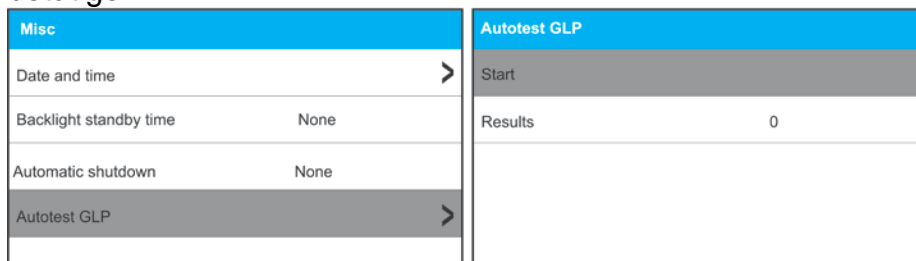 Misc
Date and time >
Backlight standby time None
Automatic shutdown None
Autotest GLP >
Autotest GLP
Start
Results 0